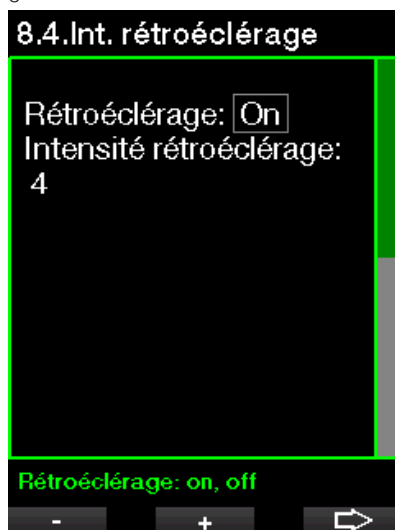 8.4.Int. rétroéclérage
Rétroéclérage: On
Intensité rétroéclérage:
4
Rétroéclérage: on, off
- +